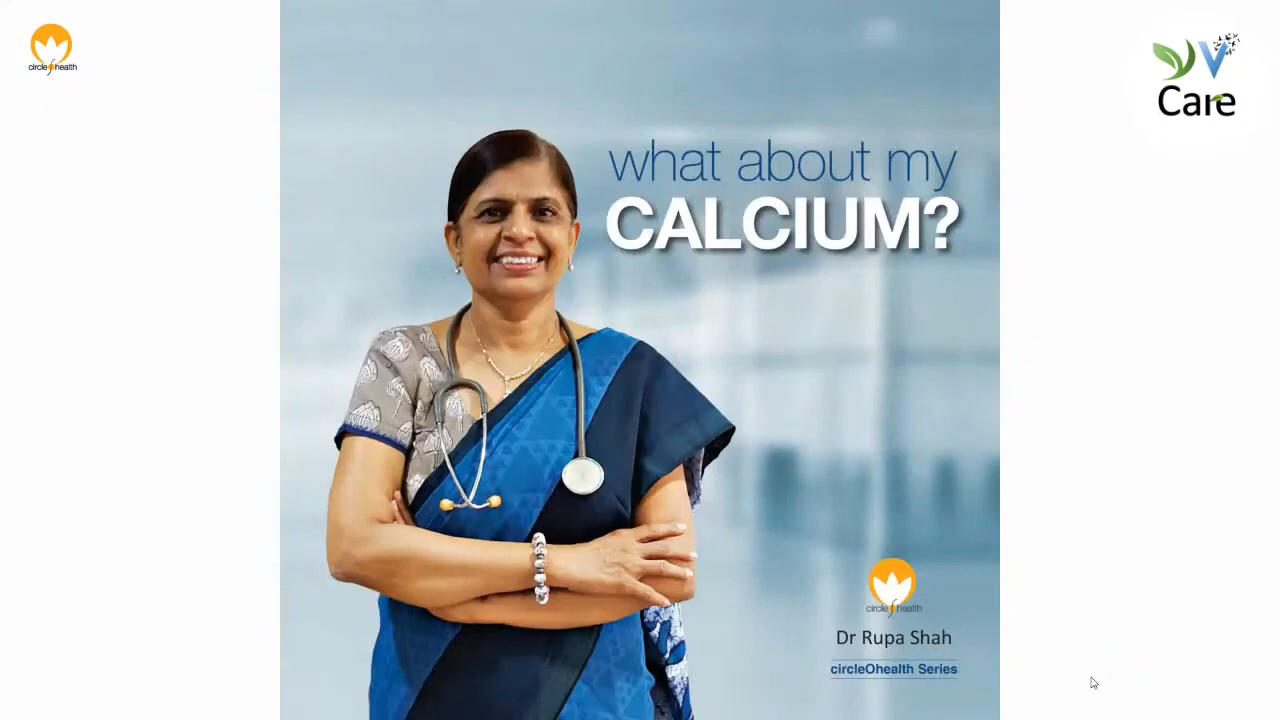 circle health
V
Care
what about my
CALCIUM?
circle health
Dr Rupa Shah
circleOhealth Series